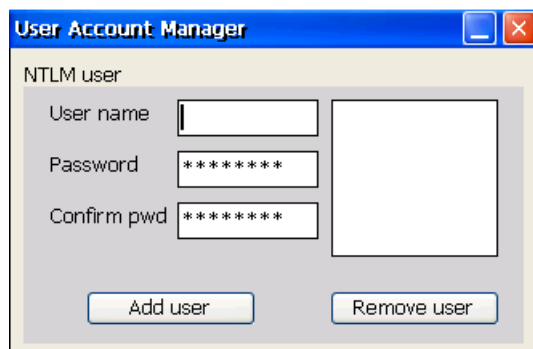 User Account Manager
NTLM user
User name
Password ********
Confirm pwd ********
Add user Remove user